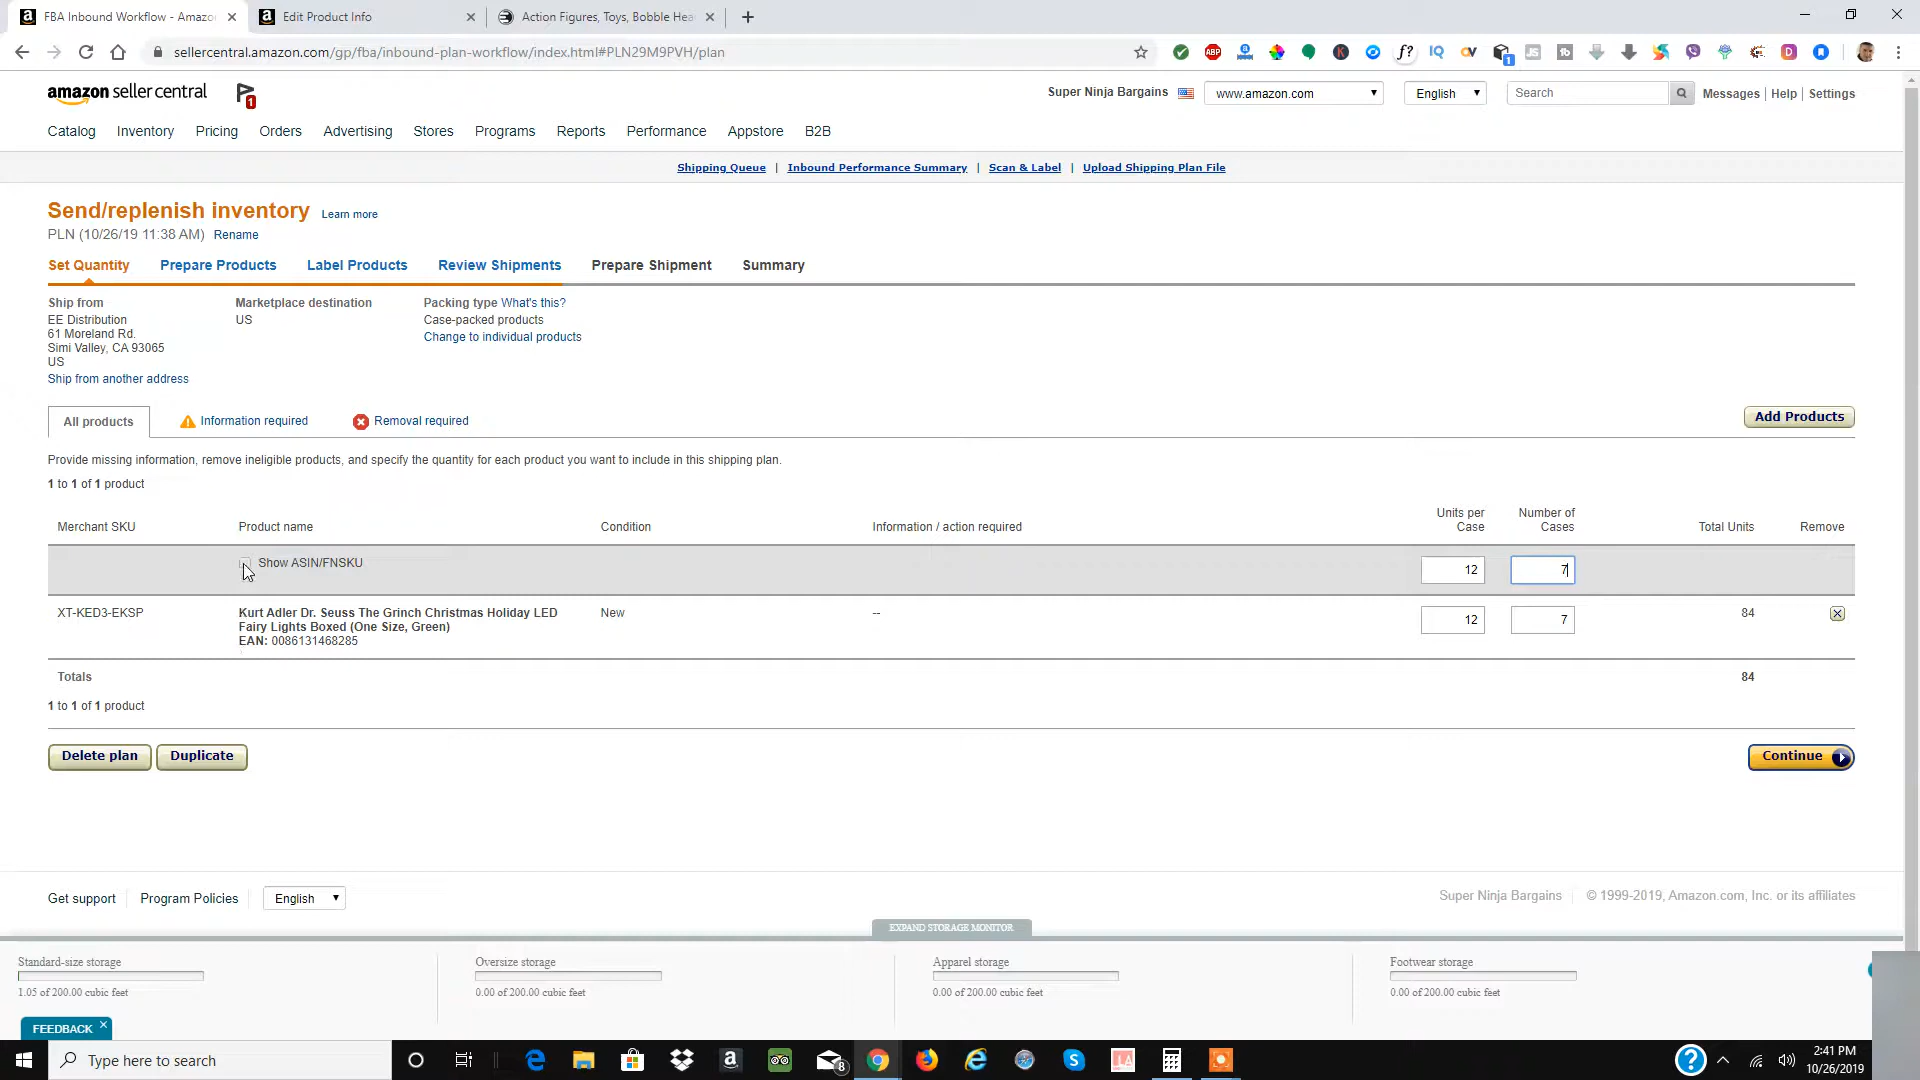 FBA Inbound Workflow - Amazo
Edit Product Info
Action Figures, Toys, Bobble Hea
sellercentral.amazon.com/gp/fba/inbound-plan-workflow/index.html#PLN29M9PVH/plan
amazon seller central
1
Super Ninja Bargains
www.amazon.com
English
Search
Messages | Help | Settings
Catalog Inventory Pricing Orders Advertising Stores Programs Reports Performance Appstore B2B
Shipping Queue | Inbound Performance Summary | Scan & Label | Upload Shipping Plan File
Send/replenish inventory Learn more
PLN (10/26/19 11:38 AM) Rename
Set Quantity Prepare Products Label Products Review Shipments Prepare Shipment Summary
Ship from
EE Distribution
61 Moreland Rd.
Simi Valley, CA 93065
US
Ship from another address
Marketplace destination
US
Packing type What's this?
Case-packed products
Change to individual products
All products Information required Removal required
Add Products
Provide missing information, remove ineligible products, and specify the quantity for each product you want to include in this shipping plan.
1 to 1 of 1 product
Merchant SKU Product name Condition Information / action required Units per Case Number of Cases Total Units Remove
Show ASIN/FNSKU 12 7
XT-KED3-EKSP
Kurt Adler Dr. Seuss The Grinch Christmas Holiday LED
Fairy Lights Boxed (One Size, Green)
EAN: 0086131468285
New -- 12 7 84
Totals 84
1 to 1 of 1 product
Delete plan Duplicate Continue
Get support Program Policies English
Super Ninja Bargains © 1999-2019, Amazon.com, Inc. or its affiliates
EXPAND STORAGE MONITOR
Standard-size storage
1.05 of 200.00 cubic feet
Oversize storage
0.00 of 200.00 cubic feet
Apparel storage
0.00 of 200.00 cubic feet
Footwear storage
0.00 of 200.00 cubic feet
FEEDBACK
Type here to search
8
2:41 PM
10/26/2019